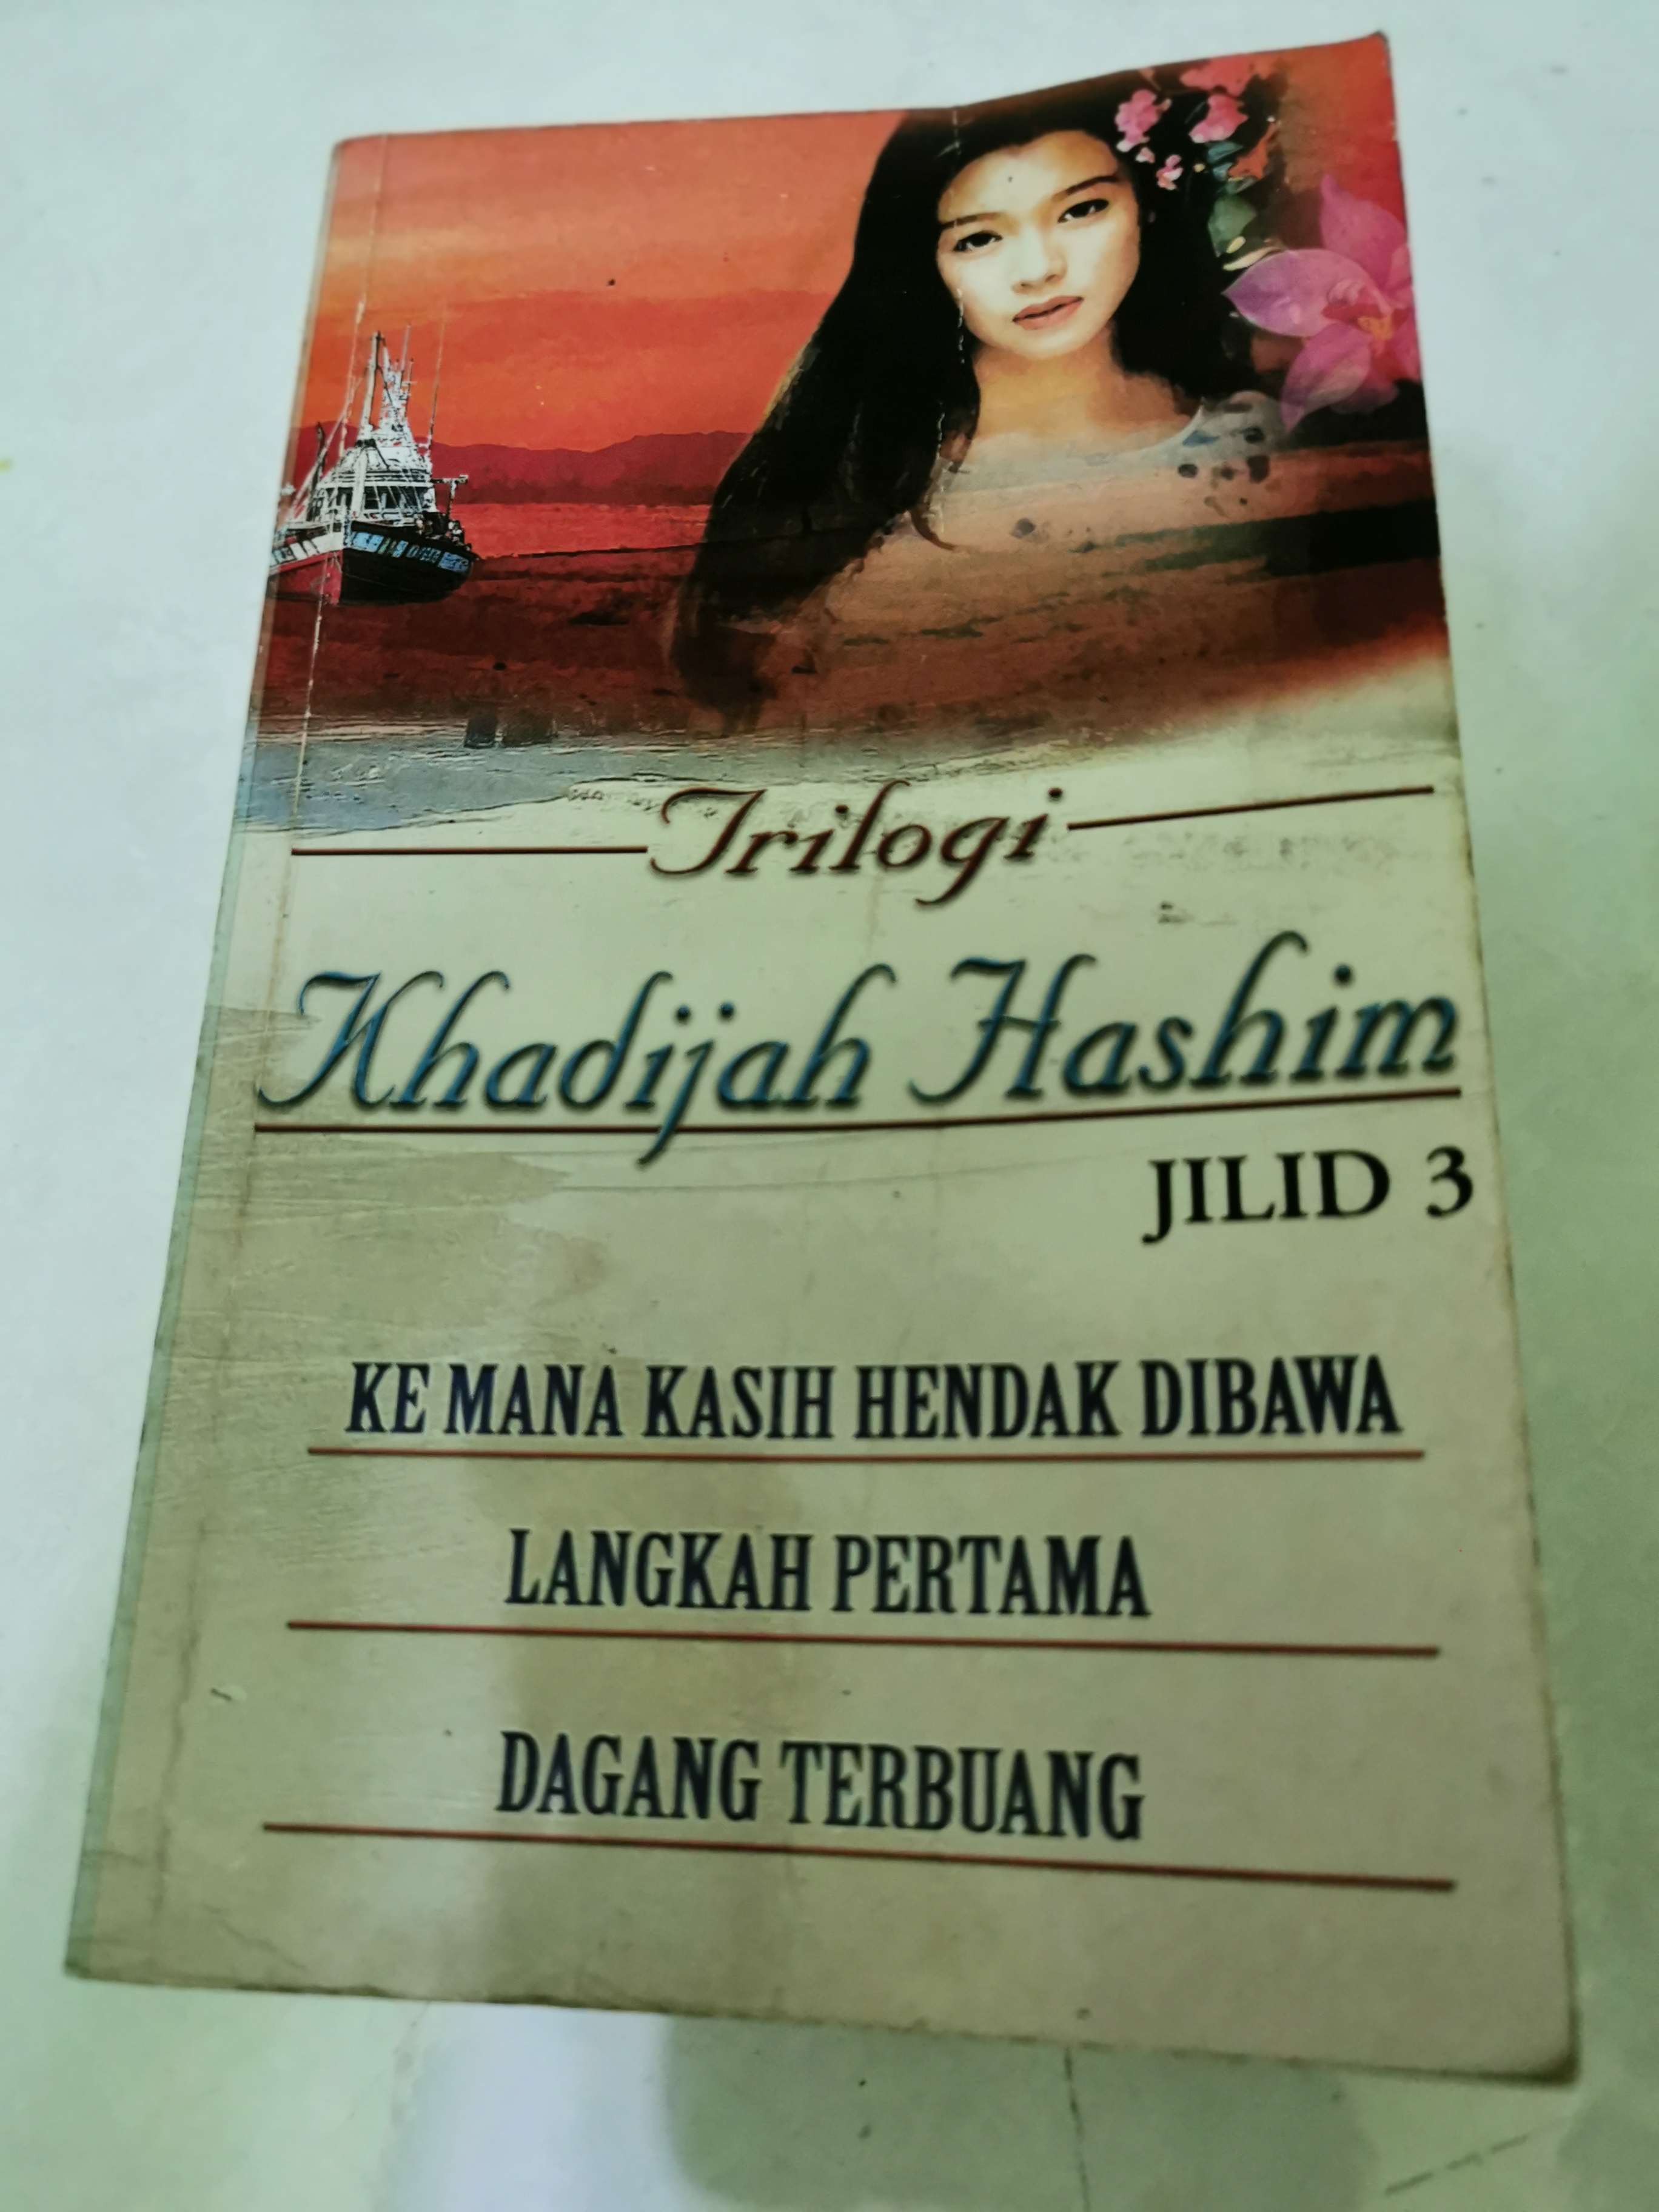 Trilogi
Khadijah Hashim
JILID 3
KE MANA KASIH HENDAK DIBAWA
LANGKAH PERTAMA
DAGANG TERBUANG